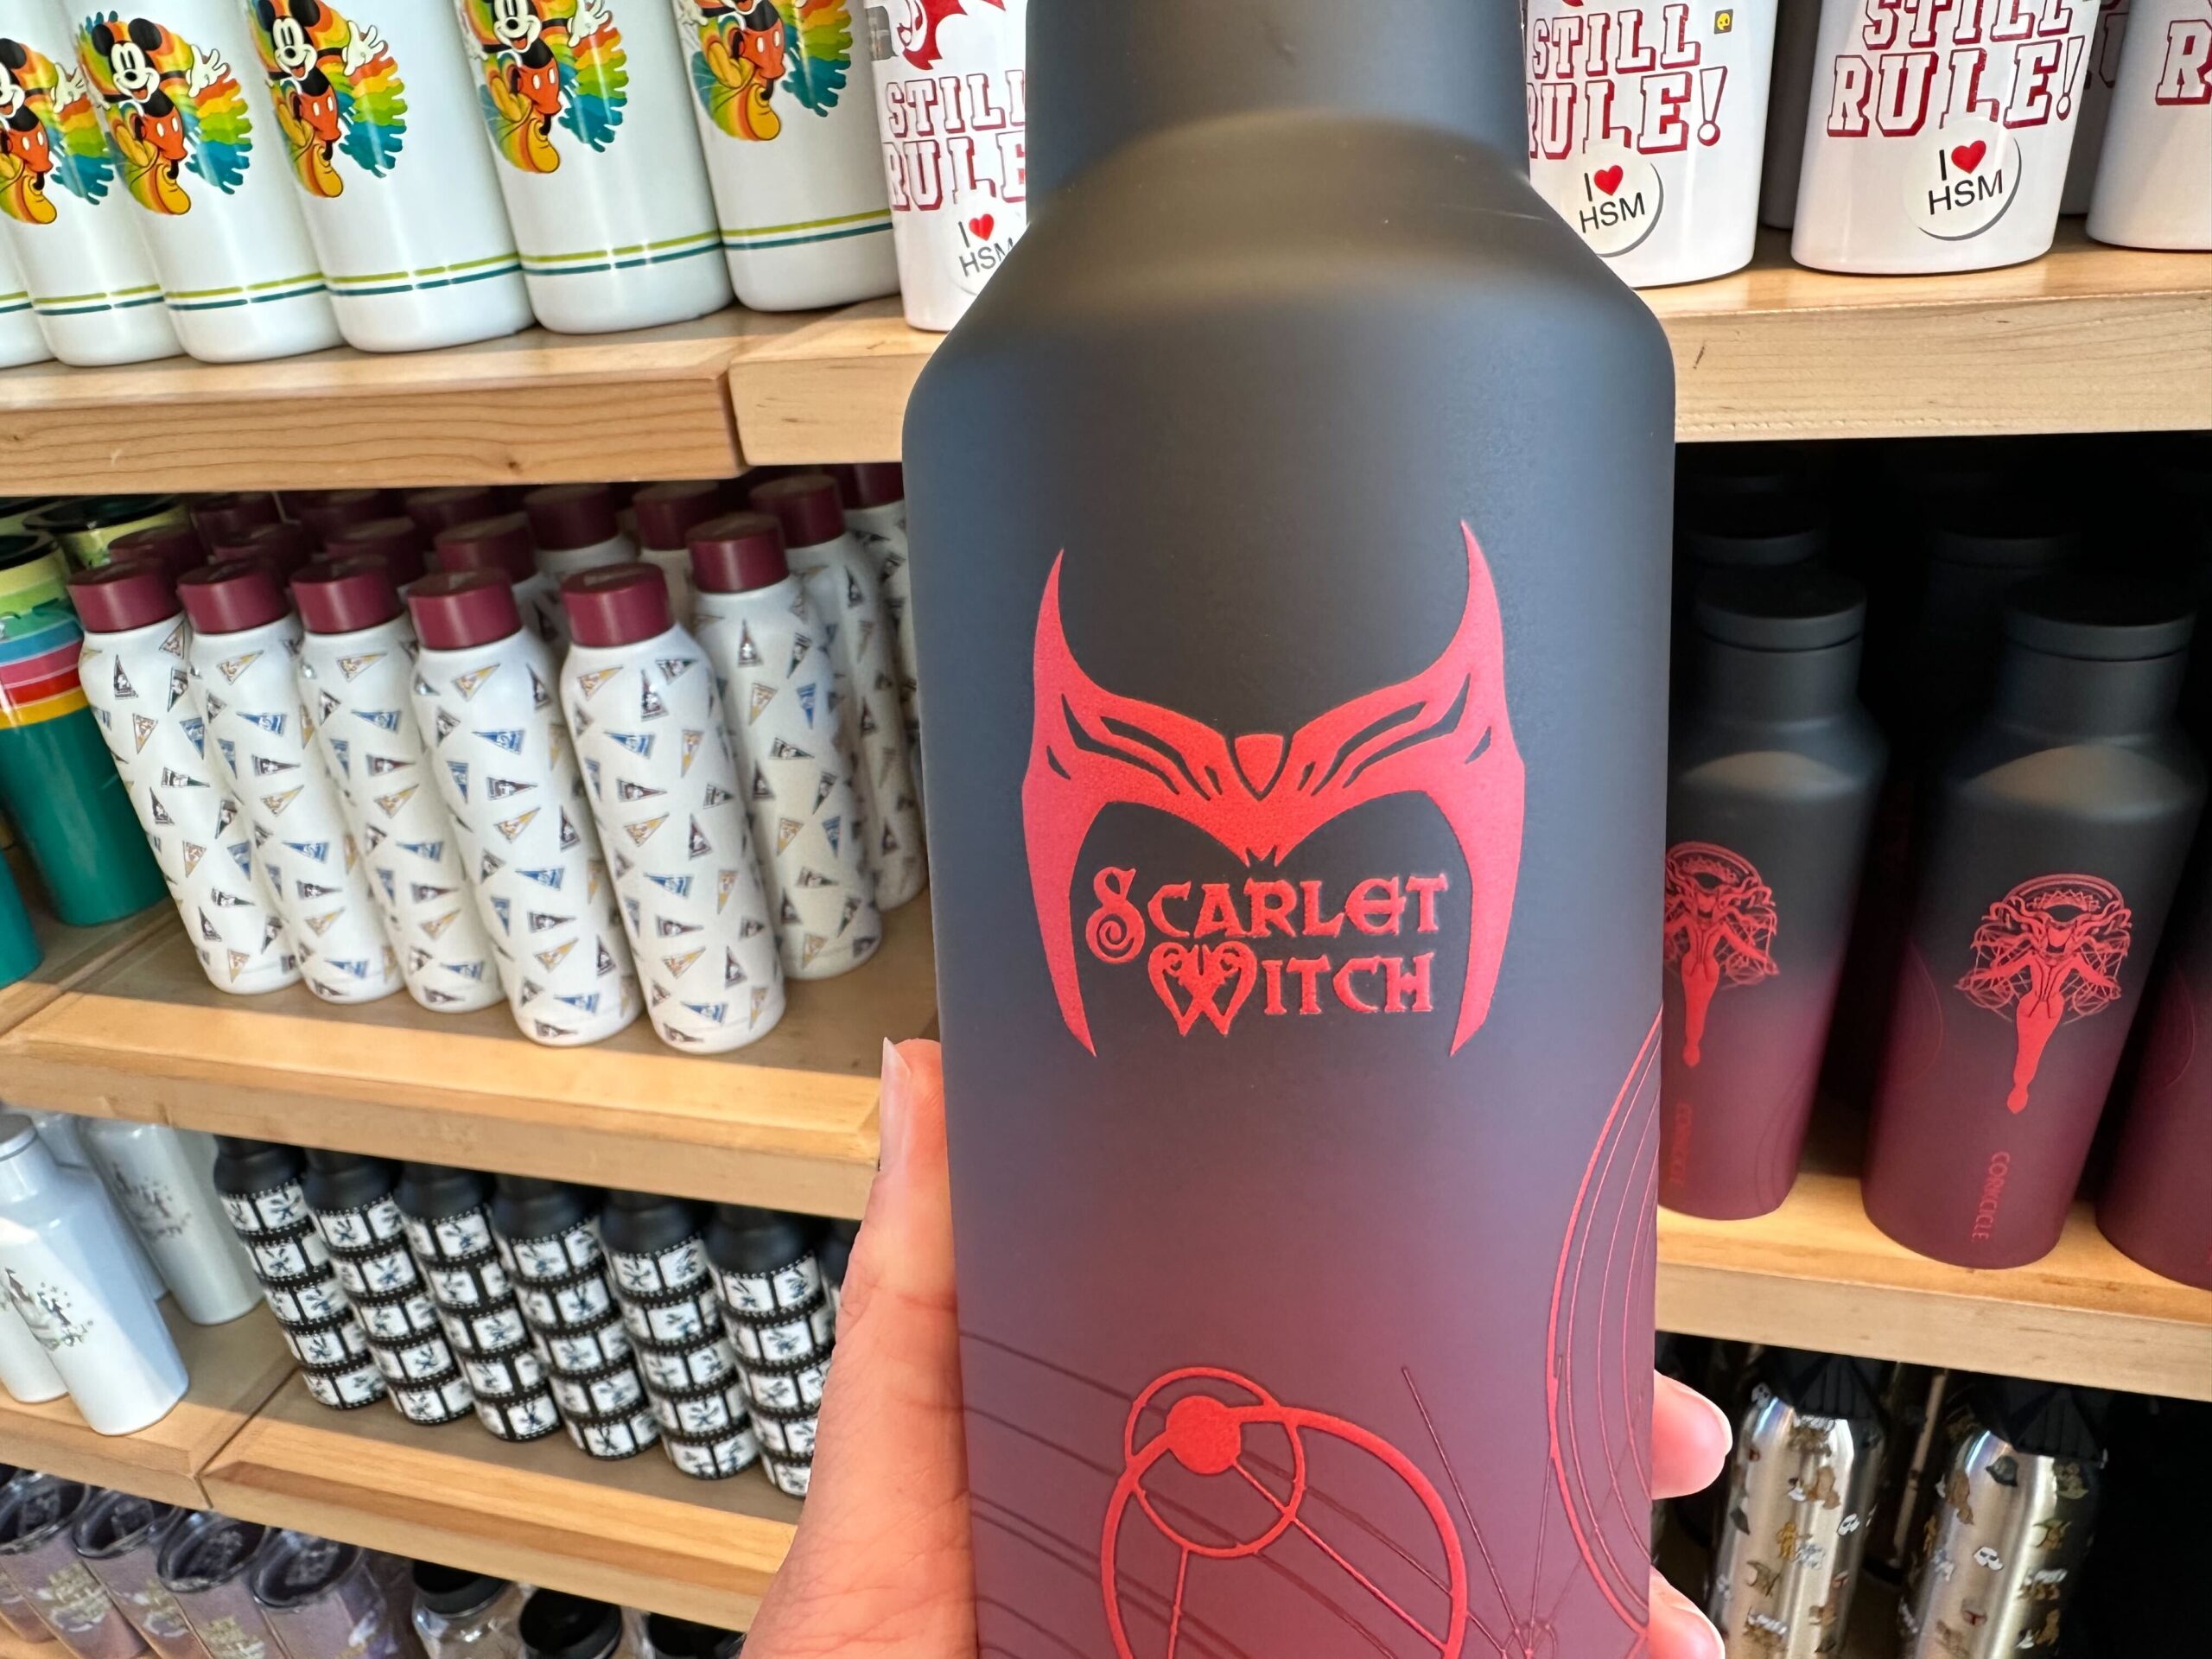 STILL
RULE
I
HSM
STILL
RULE!
I
HSM
STILL
RULE!
I
HSM
SCARLET
WITCH
CORKCICLE
CORKCICLE